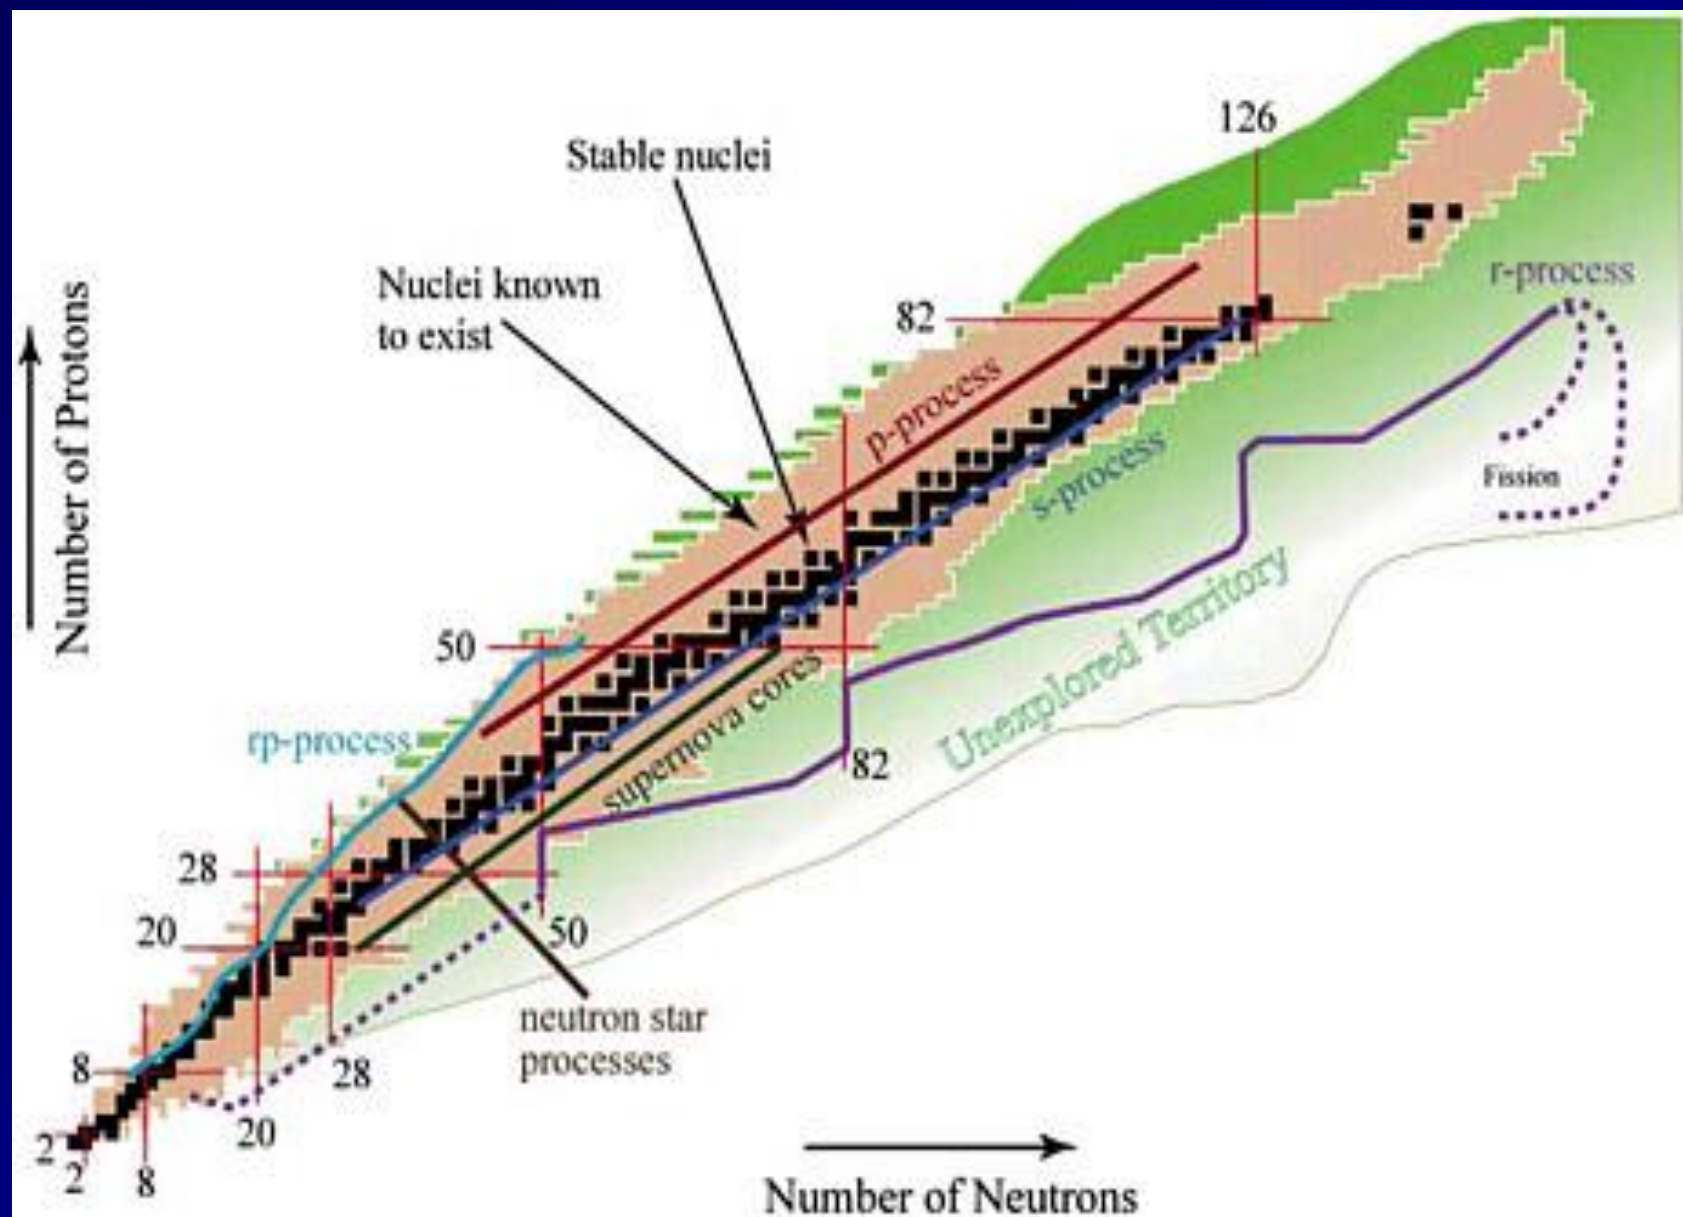 126
Stable nuclei
Nuclei known
to exist
r-process
82
p-process
Fission
s-process
Number of Protons
50
Unexplored Territory
supernova cores
rp-process
82
28
50
20
neutron star
processes
8
28
20
2
2
8
Number of Neutrons